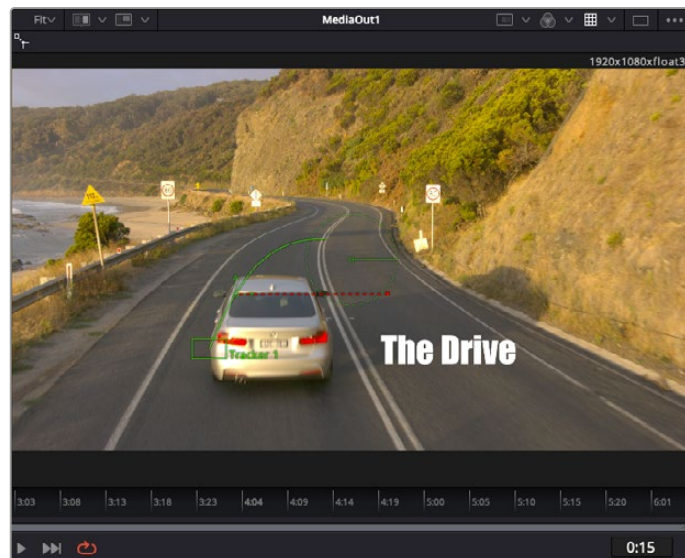 Fit MediaOut1
1920x1080xfloat3
Tracker 1
The Drive
3:03 3:08 3:13 3:18 3:23 4:04 4:09 4:14 4:19 5:00 5:05 5:10 5:15 5:20 6:01
0:15